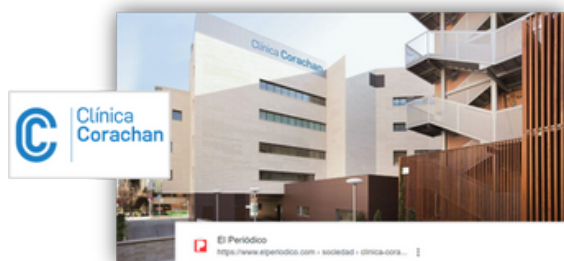 Clínica Corachan
Clínica
Corachan
El Periódico
https://www.elperiodico.com › sociedad › clinica-cora...